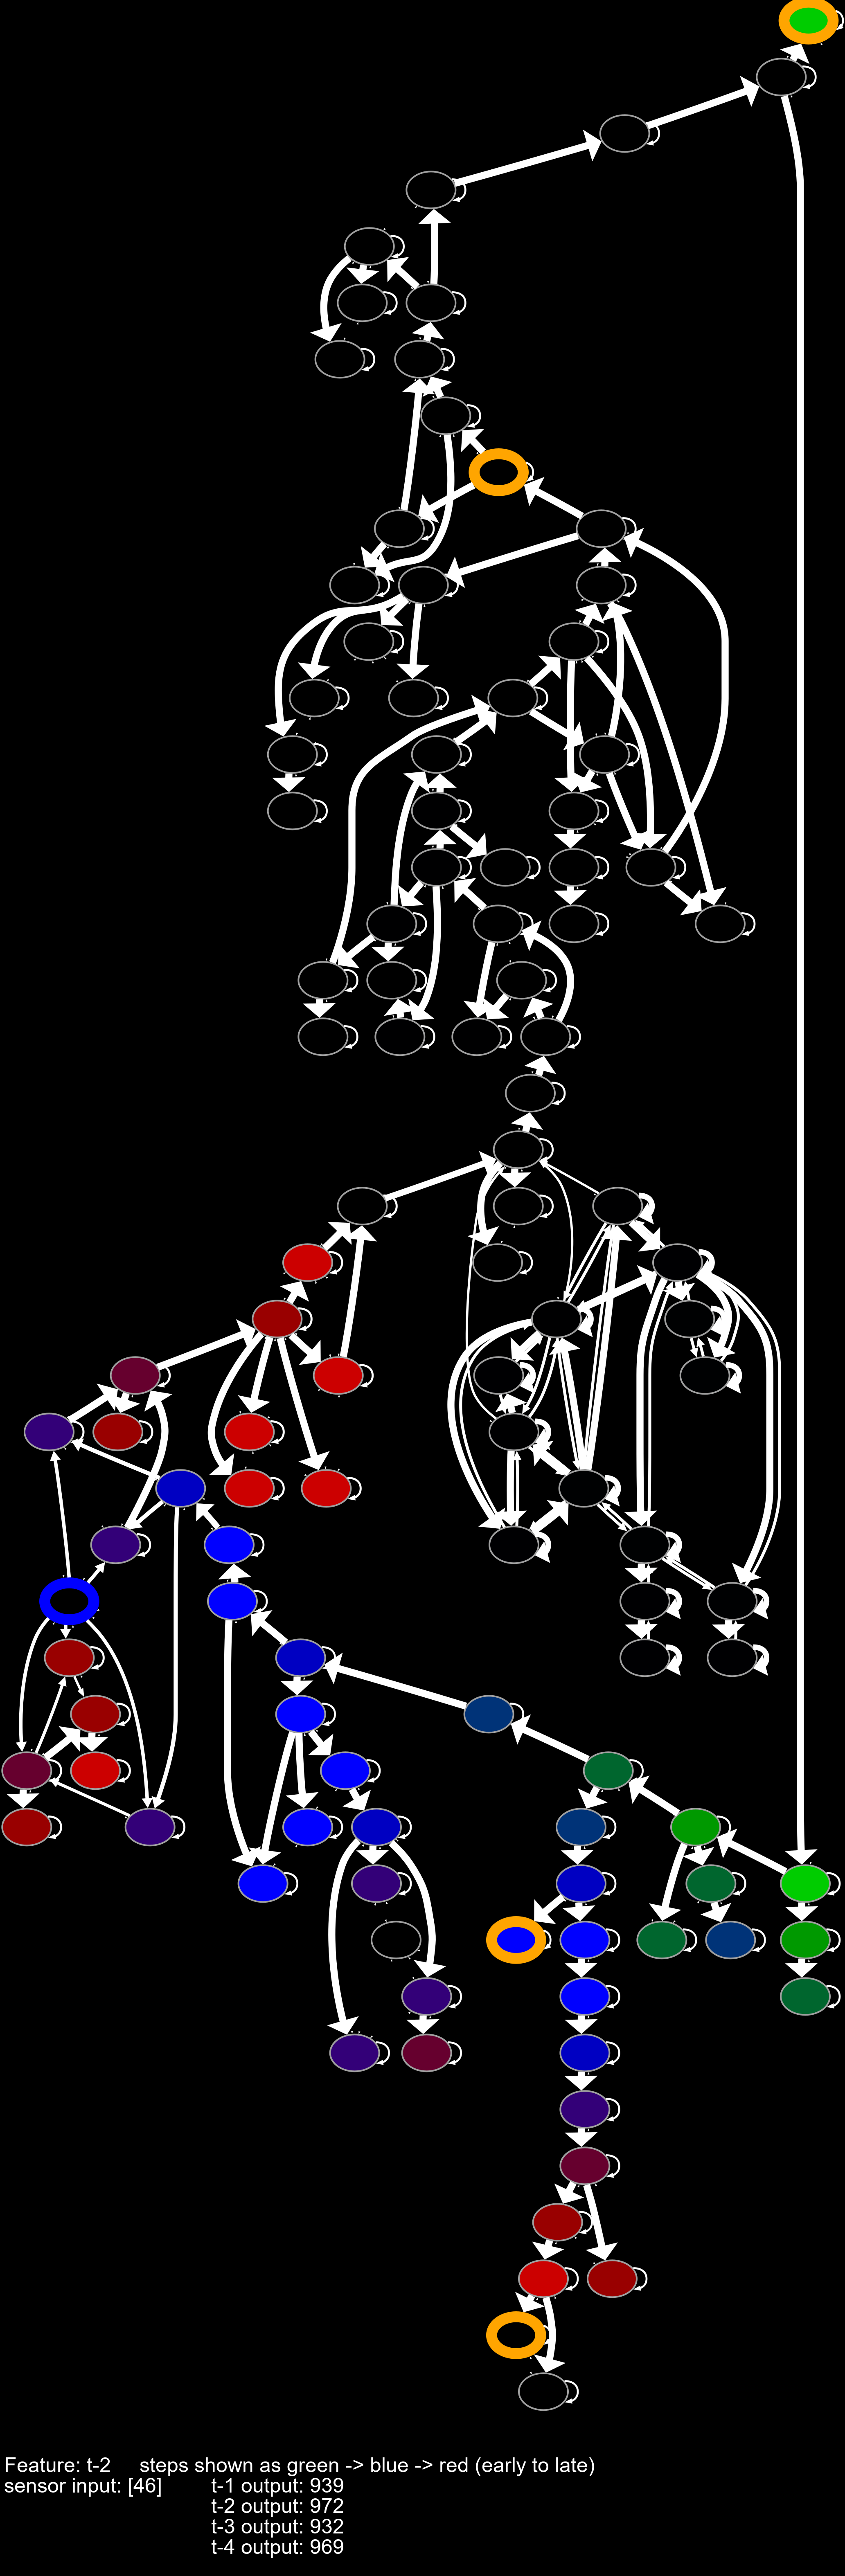 Feature: t-2     steps shown as green -> blue -> red (early to late)
sensor input: [46]     t-1 output: 939
t-2 output: 972
t-3 output: 932
t-4 output: 969